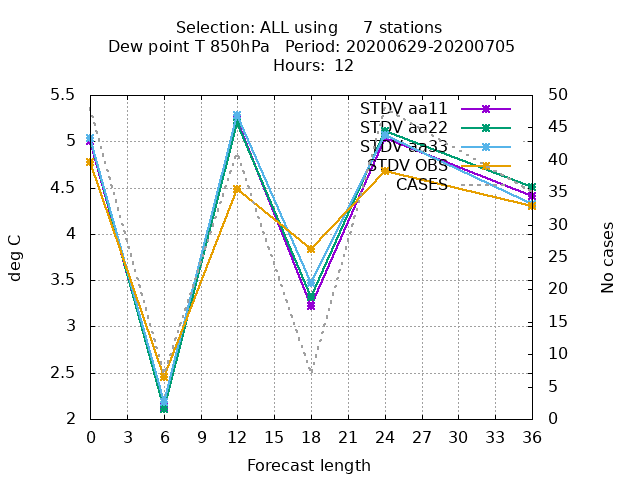 Selection: ALL using     7 stations
Dew point T 850hPa   Period: 20200629-20200705
Hours: 12
5.5
5
4.5
4
3.5
3
2.5
2
50
45
40
35
30
25
20
15
10
5
0
STDV aa11
STDV aa22
STDV aa33
STDV OBS
CASES
deg C
No cases
0 3 6 9 12 15 18 21 24 27 30 33 36
Forecast length